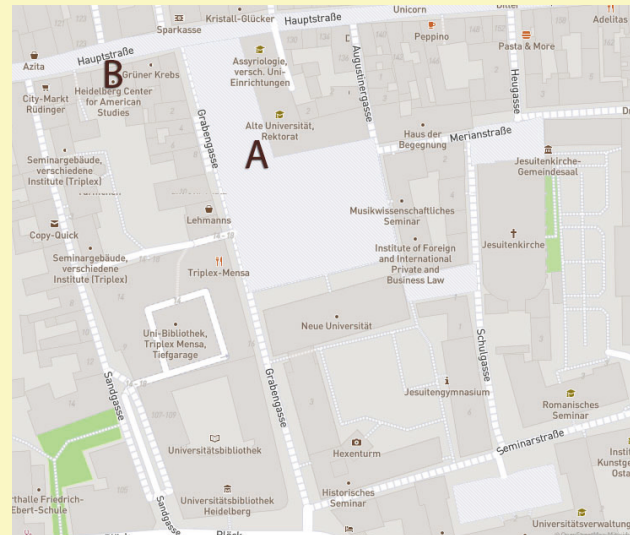 Sparkasse
Kristall-Glücker
Hauptstraße
Unicorn
Peppino
Adelitas
Pasta & More
Azita
Hauptstraße
Grüner Krebs
B
Heidelberg Center
for American
Studies
City-Markt
Rüdinger
Assyriologie,
versch. Uni-
Einrichtungen
Augustinergasse
Heugasse
Grabengasse
Alte Universität,
Rektorat
A
Haus der
Begegnung
Merianstraße
Jesuitenkirche-
Gemeindesaal
Seminargebäude,
verschiedene
Institute (Triplex)
Copy-Quick
Lehmanns
Musikwissenschaftliches
Seminar
Jesuitenkirche
Seminargebäude,
verschiedene
Institute (Triplex)
Triplex-Mensa
Institute of Foreign
and International
Private and
Business Law
Uni-Bibliothek,
Triplex Mensa,
Tiefgarage
Neue Universität
Schulgasse
Sandgasse
Grabengasse
Jesuitengymnasium
Romanisches
Seminar
Universitätsbibliothek
Hexenturm
Seminarstraße
Universitätsbibliothek
Heidelberg
Historisches
Seminar
Friedrich-
Ebert-Schule
Sandgasse
Plöck
Universitätsverwaltung